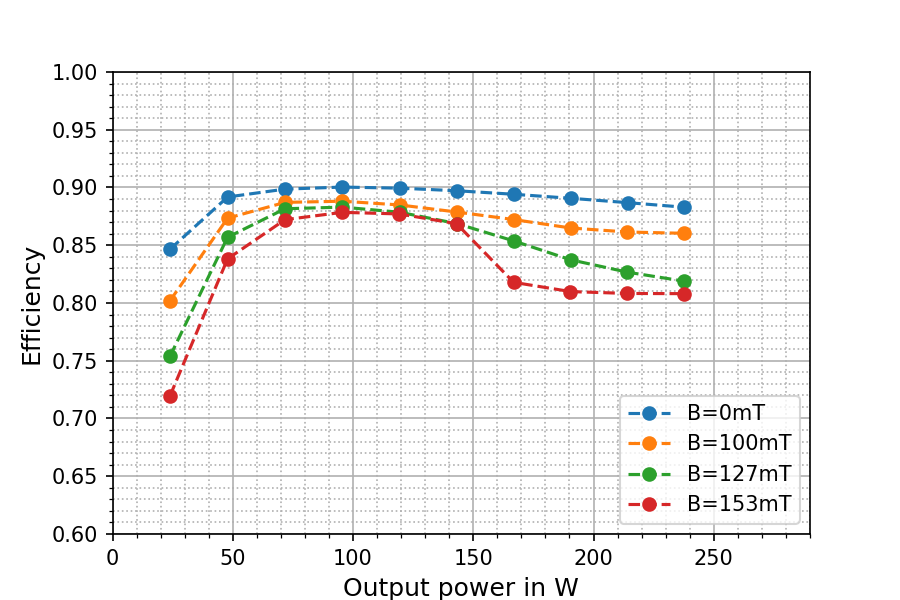 1.00
0.95
0.90
0.85
0.80
0.75
0.70
0.65
0.60
Efficiency
B=0mT
B=100mT
B=127mT
B=153mT
0 50 100 150 200 250
Output power in W